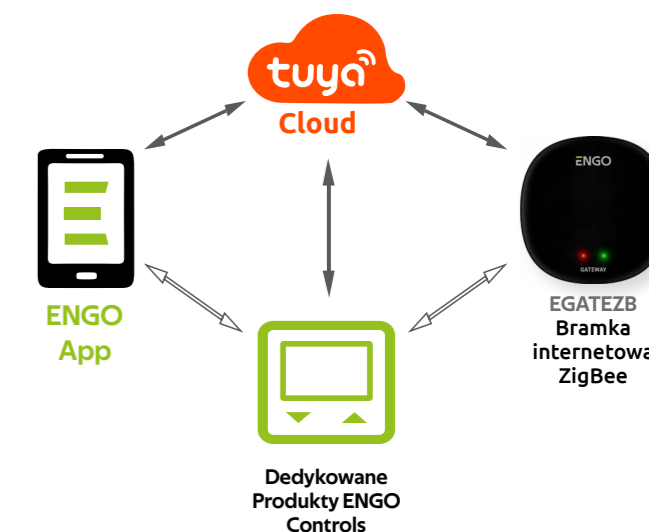 tuya
Cloud
ENGO
GATEWAY
ENGO
App
EGATEZB
Bramka
internetowa
ZigBee
Dedykowane
Produkty ENGO
Controls